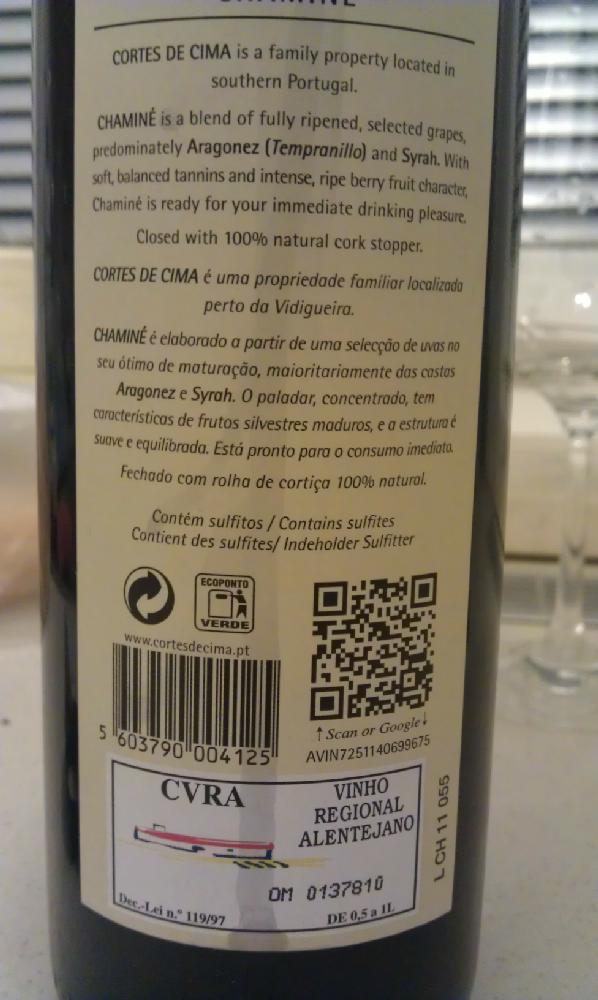 CHAMINÉ
CORTES DE CIMA is a family property located in
southern Portugal.
CHAMINÉ is a blend of fully ripened, selected grapes,
predominately Aragonez (Tempranillo) and Syrah. With
soft, balanced tannins and intense, ripe berry fruit character,
Chaminé is ready for your immediate drinking pleasure.
Closed with 100% natural cork stopper.
CORTES DE CIMA é uma propriedade familiar localizada
perto da Vidigueira.
CHAMINÉ é elaborado a partir de uma selecção de uvas no
seu ótimo de maturação, maioritariamente das castas
Aragonez e Syrah. O paladar, concentrado, tem
características de frutos silvestres maduros, e a estrutura é
suave e equilibrada. Está pronto para o consumo imediato.
Fechado com rolha de cortiça 100% natural.
Contém sulfitos / Contains sulfites
Contient des sulfites/ Indeholder Sulfitter
ECOPONTO
VERDE
www.cortesdecima.pt
5 603790 004125
↑ Scan or Google↓
AVIN7251140699675
CVRA
VINHO
REGIONAL
ALENTEJANO
OM 0137810
Dec.-Lei n.º 119/97
DE 0,5 a 1L
L CH 11 055